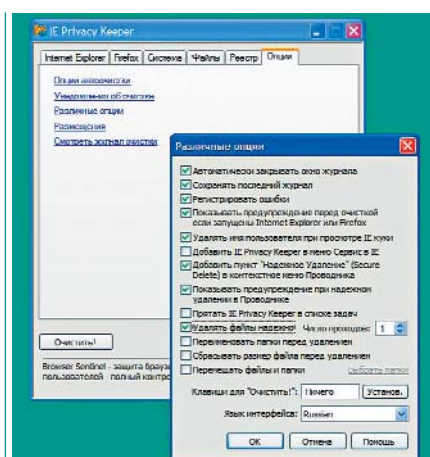 IE Privacy Keeper
Internet Explorer Firefox Система Файлы Реестр Опции
Опции автоочистки
Уведомления об очистке
Различные опции
Размещения
Смотреть журнал очистки
Очистить!
Browser Sentinel - защита брауз
пользователей полный контро
Различные опции
Автоматически закрывать окно журнала
Сохранять последний журнал
Регистрировать ошибки
Показывать предупреждение перед очисткой
если запущены Internet Explorer или Firefox
Удалять имя пользователя при просмотре IE куки
Добавить IE Privacy Keeper в меню Сервис в IE
Добавить пункт "Надежное Удаление" (Secure
Delete) в контекстное меню Проводника
Показывать предупреждение при надежном
удалении в Проводнике
Прятать IE Privacy Keeper в списке задач
Удалять файлы надежно! Число проходов: 1
Переименовать папки перед удалением
Сбрасывать размер файла перед удалением
Перемещать файлы и папки Выбрать папки
Клавиши для "Очистить!": Ничего Установ.
Язык интерфейса: Russian
OK Отмена Помощь